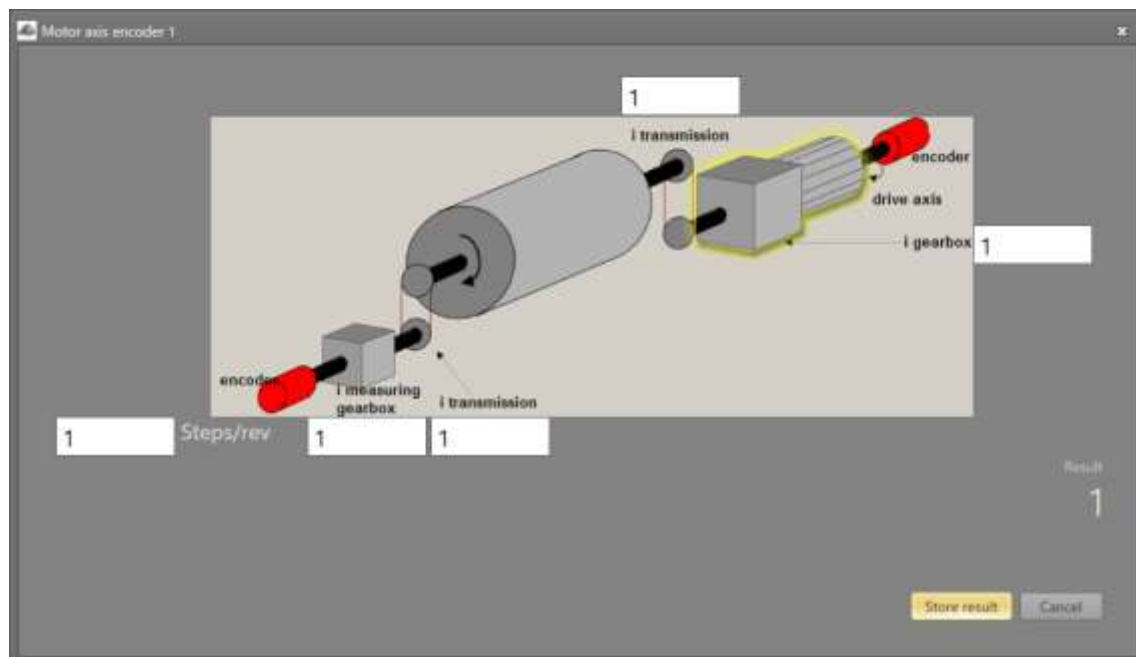 Motor axis encoder 1
x
1
i transmission
encoder
drive axis
i gearbox
1
encoder
i measuring
gearbox
i transmission
1
Steps/rev
1
1
Result
1
Store result
Cancel